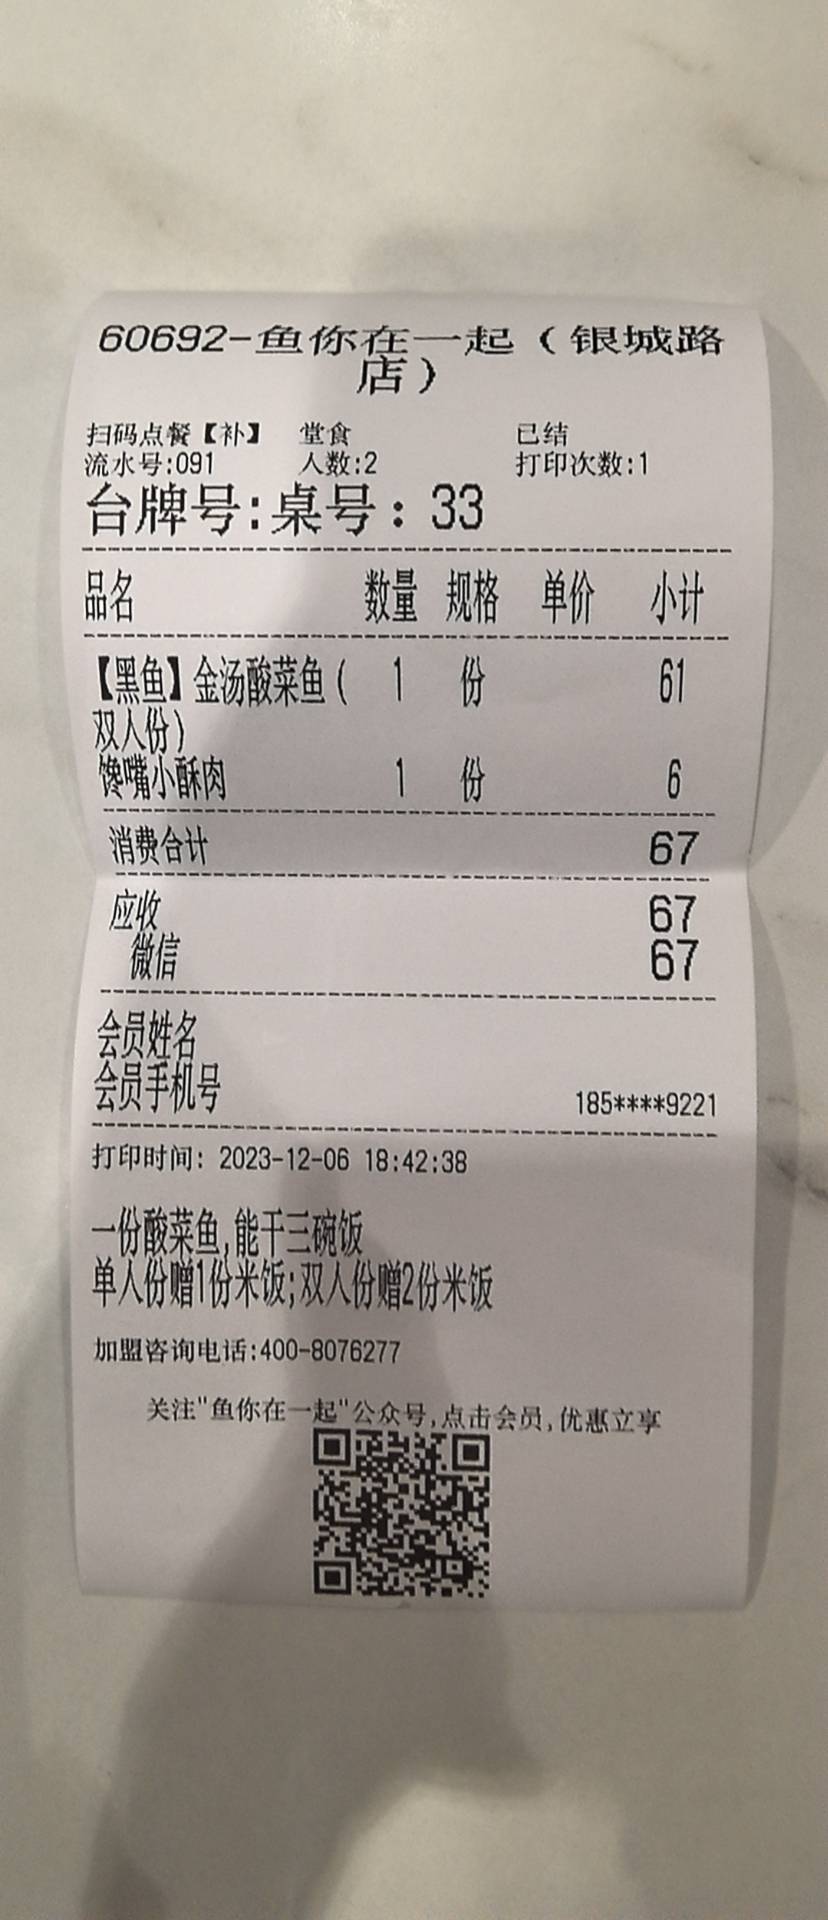 60692-鱼你在一起（银城路
店）
扫码点餐【补】 堂食 已结
流水号:091 人数:2 打印次数:1
台牌号:桌号：33
品名 数量 规格 单价 小计
【黑鱼】金汤酸菜鱼( 1 份 61
双人份)
馋嘴小酥肉 1 份 6
消费合计 67
应收 67
微信 67
会员姓名
会员手机号 185****9221
打印时间: 2023-12-06 18:42:38
一份酸菜鱼,能干三碗饭
单人份赠1份米饭;双人份赠2份米饭
加盟咨询电话:400-8076277
关注"鱼你在一起"公众号,点击会员,优惠立享